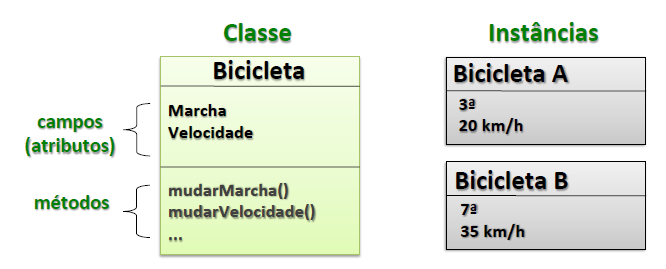 Classe
Bicicleta
campos
(atributos)
Marcha
Velocidade
métodos
mudarMarcha()
mudarVelocidade()
...
Instâncias
Bicicleta A
3ª
20 km/h
Bicicleta B
7ª
35 km/h